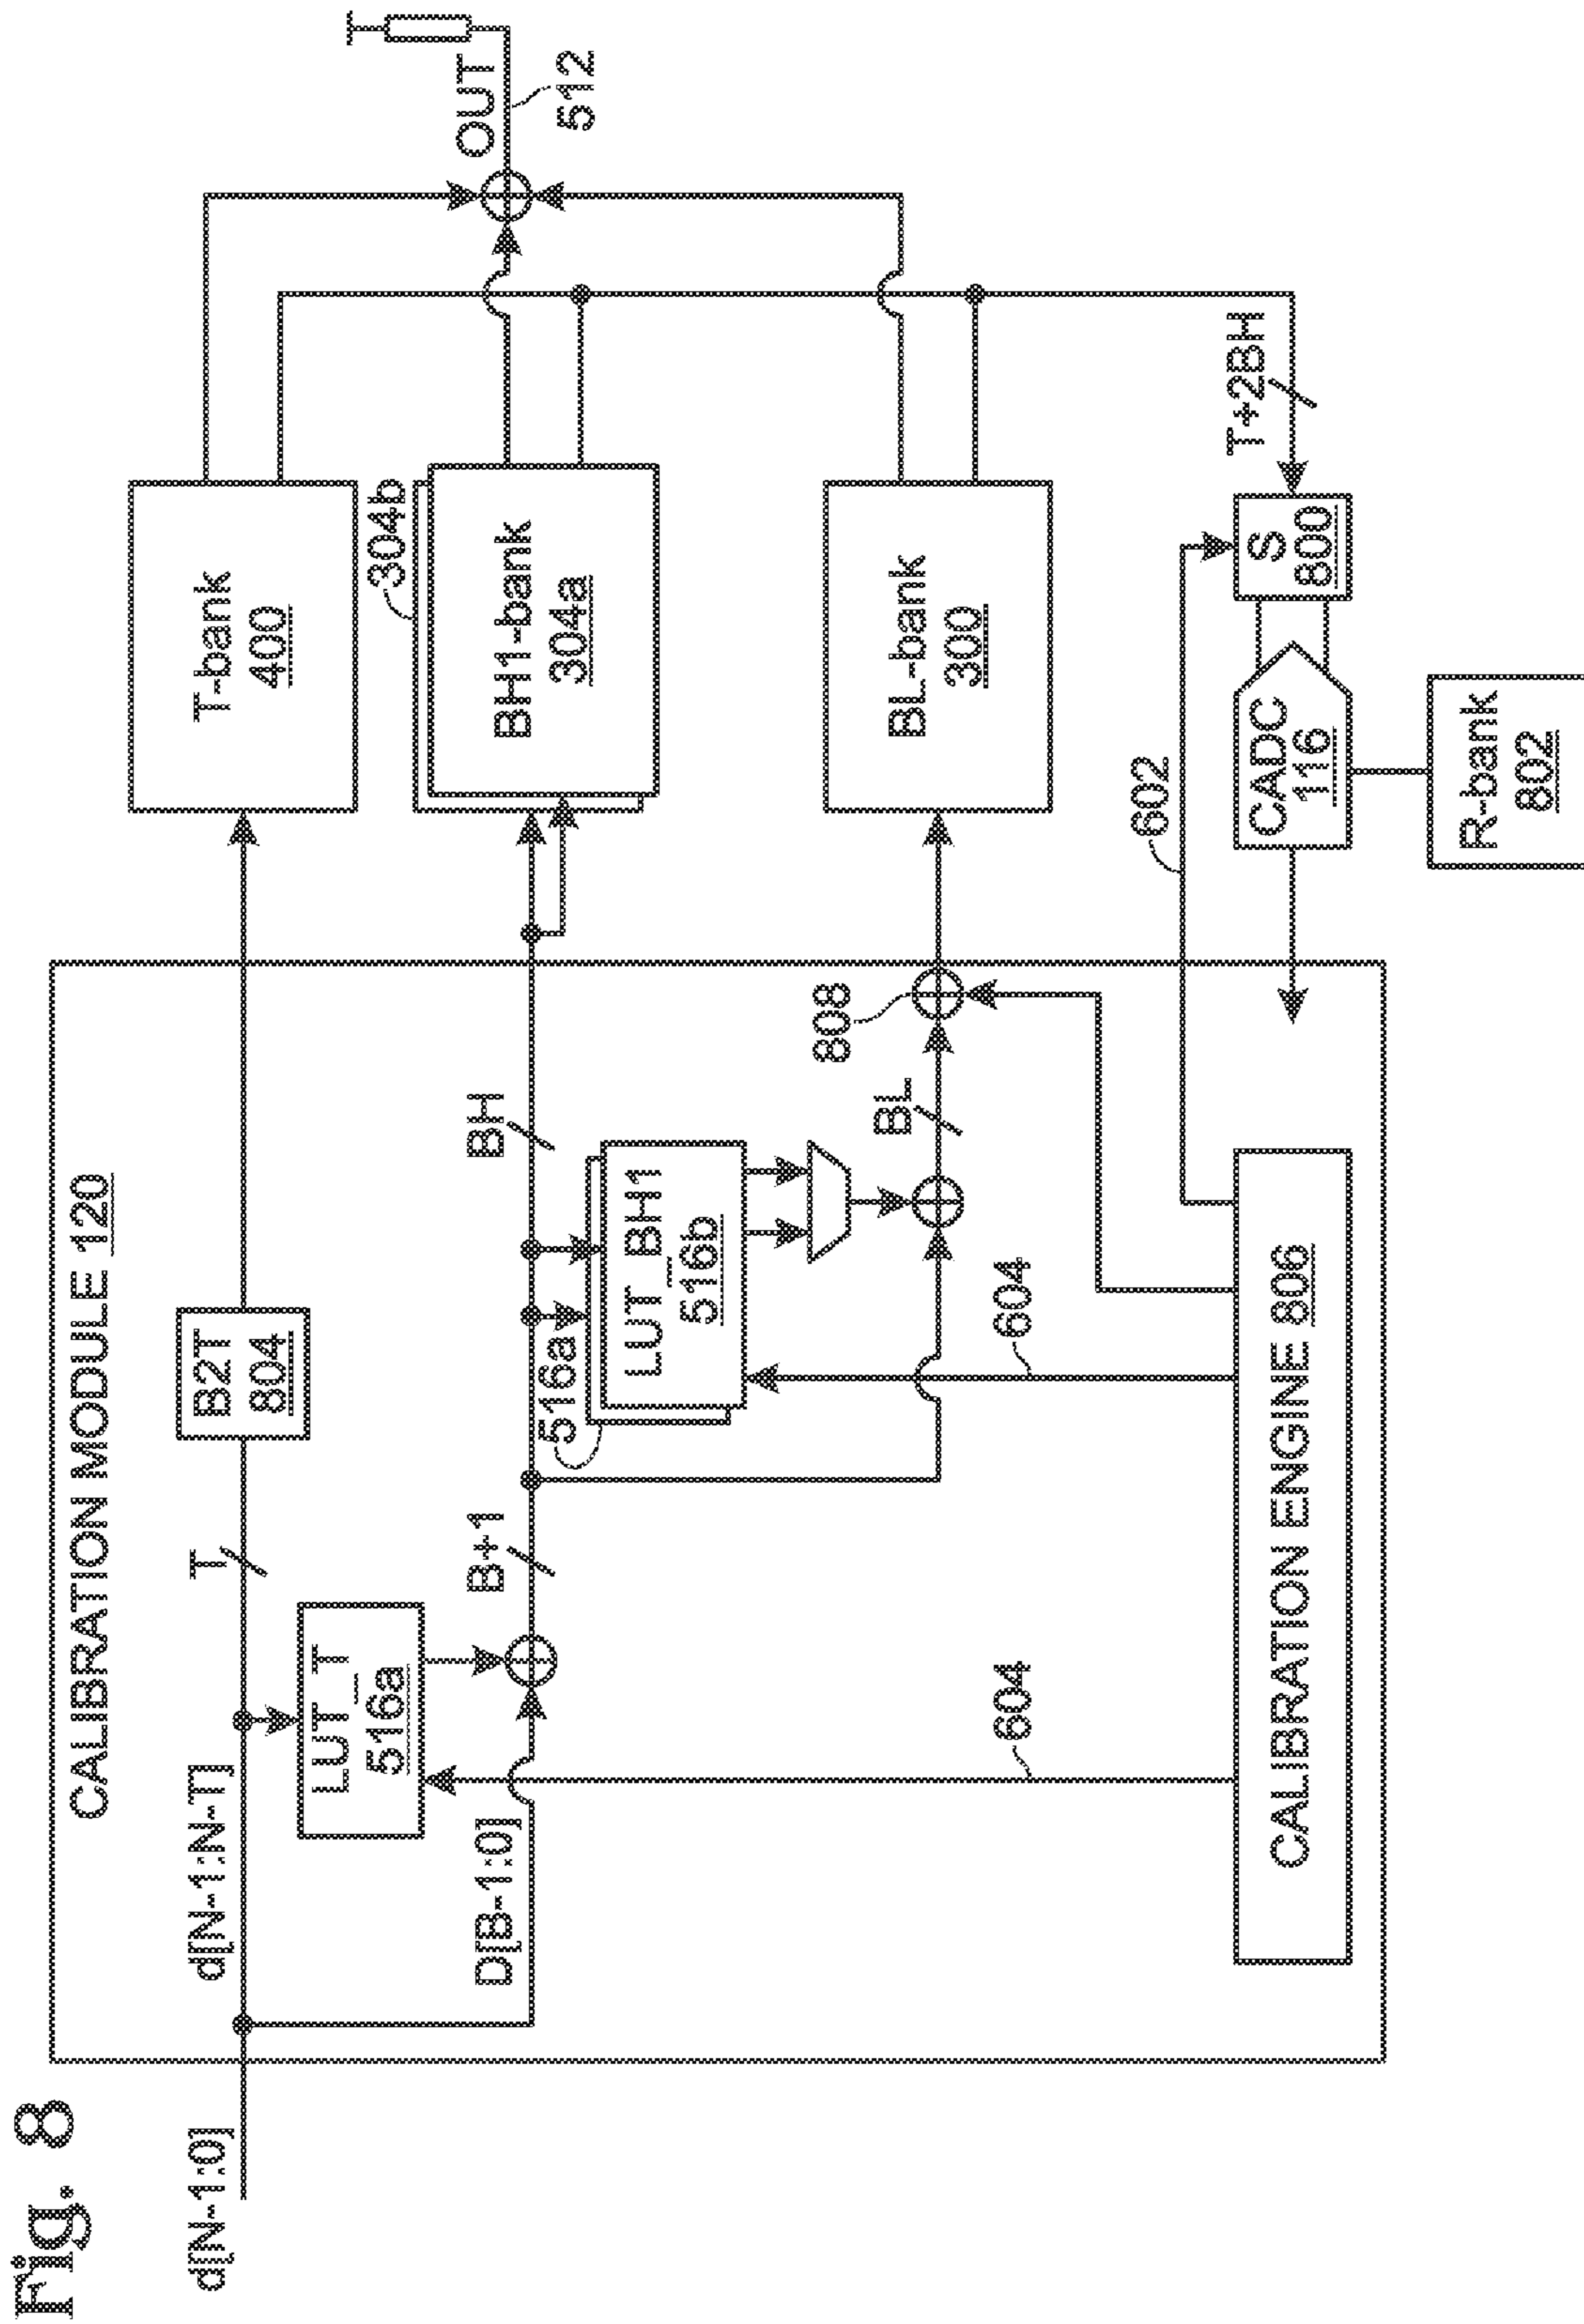 Fig. 8
CALIBRATION MODULE 120
d[N-1:0]
d[N-1:N-T]
T
B2T
804
T-bank
400
LUT_T
516a
D[B-1:0]
B+1
BH
516a
LUT_BH1
516b
304b
BH1-bank
304a
OUT
512
BL
808
BL-bank
300
604
604
602
T+2BH
CALIBRATION ENGINE 806
CADC
116
S
800
R-bank
802